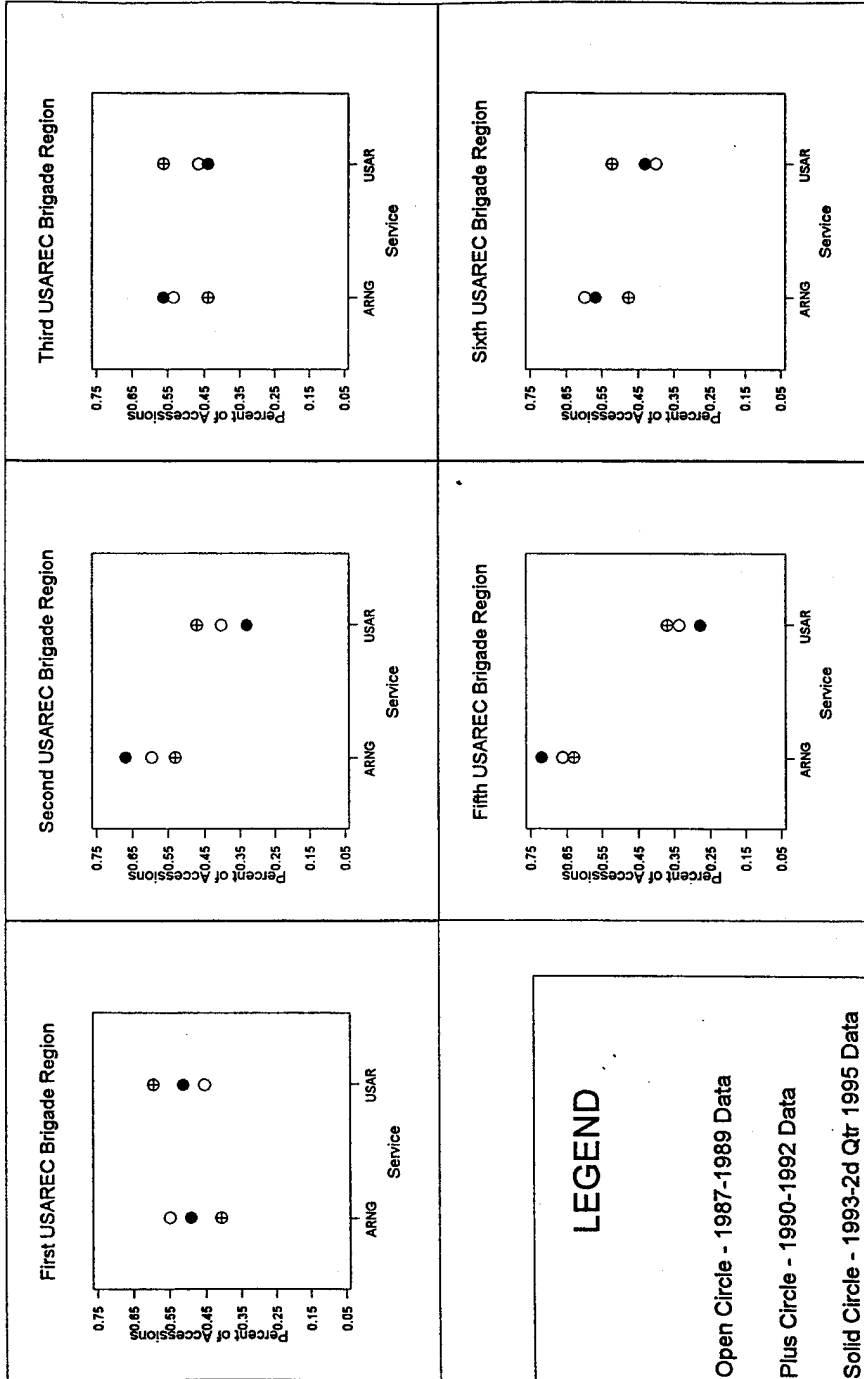 First USAREC Brigade Region
0.75
0.65
0.55
0.45
0.35
0.25
0.15
0.05
Percent of Accessions
ARNG
USAR
Service
Second USAREC Brigade Region
0.75
0.65
0.55
0.45
0.35
0.25
0.15
0.05
Percent of Accessions
ARNG
USAR
Service
Third USAREC Brigade Region
0.75
0.65
0.55
0.45
0.35
0.25
0.15
0.05
Percent of Accessions
ARNG
USAR
Service
LEGEND
Open Circle - 1987-1989 Data
Plus Circle - 1990-1992 Data
Solid Circle - 1993-2d Qtr 1995 Data
Fifth USAREC Brigade Region
0.75
0.65
0.55
0.45
0.35
0.25
0.15
0.05
Percent of Accessions
ARNG
USAR
Service
Sixth USAREC Brigade Region
0.75
0.65
0.55
0.45
0.35
0.25
0.15
0.05
Percent of Accessions
ARNG
USAR
Service